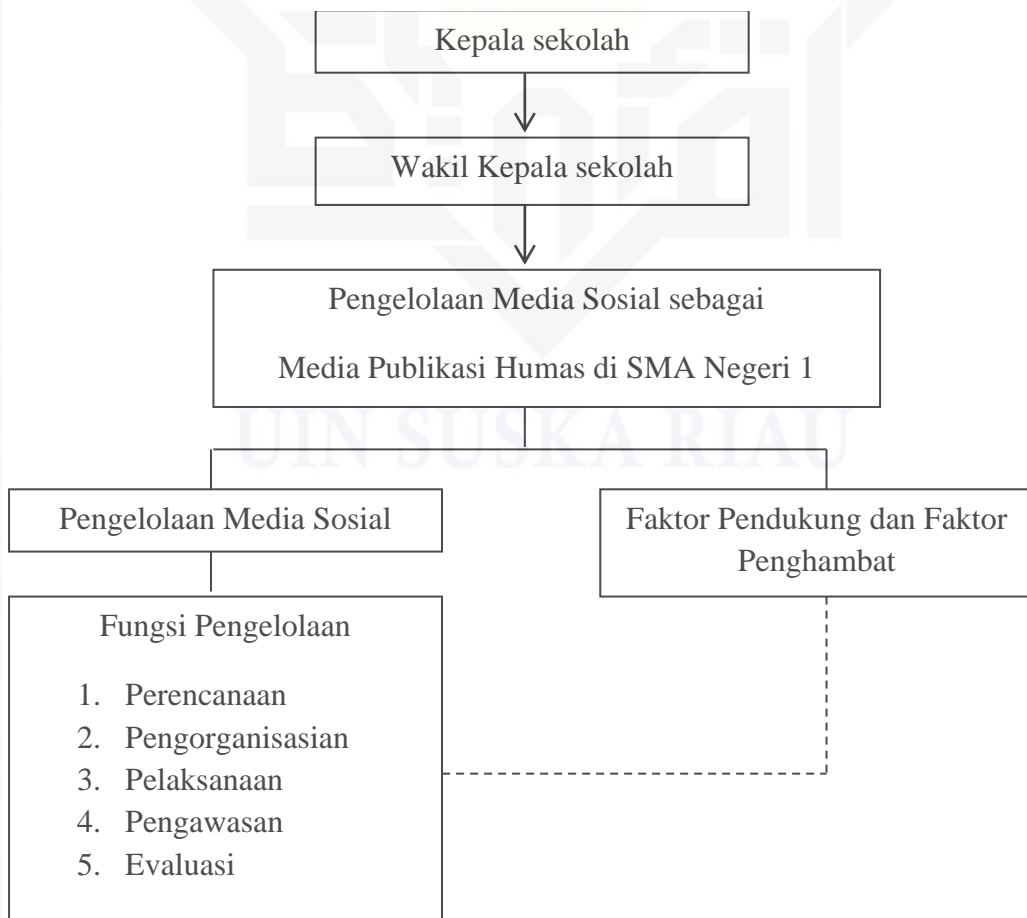 Kepala sekolah
Wakil Kepala sekolah
Pengelolaan Media Sosial sebagai
Media Publikasi Humas di SMA Negeri 1
UIN SUSKA RIAU
Pengelolaan Media Sosial
Faktor Pendukung dan Faktor
Penghambat
Fungsi Pengelolaan
1. Perencanaan
2. Pengorganisasian
3. Pelaksanaan
4. Pengawasan
5. Evaluasi